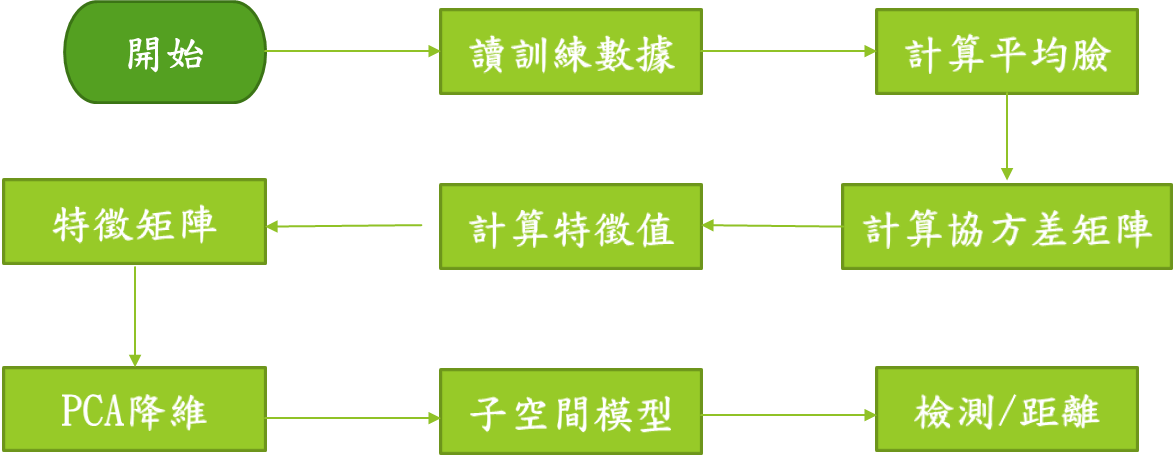 開始
讀訓練數據
計算平均臉
計算協方差矩陣
計算特徵值
特徵矩陣
PCA降維
子空間模型
檢測/距離